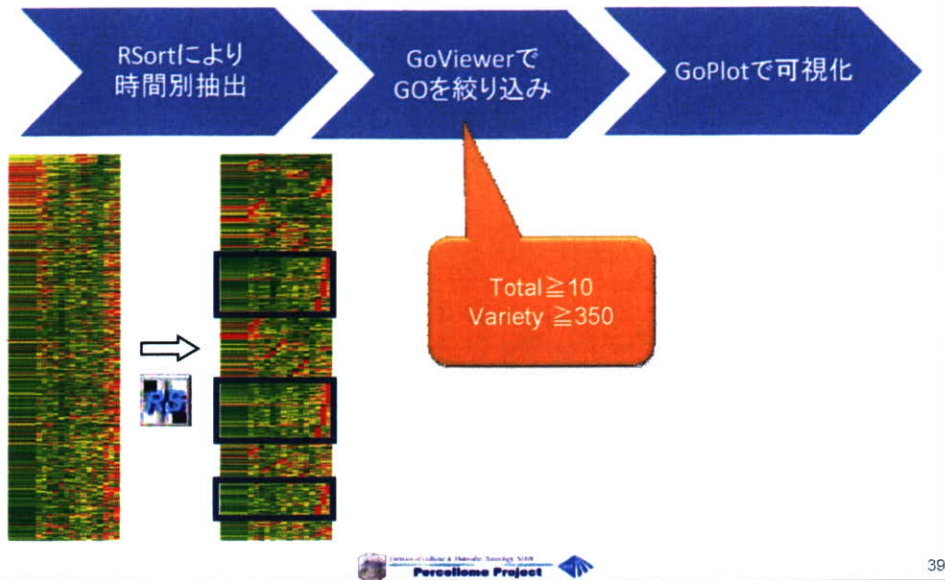 RSortにより
時間別抽出
GoViewerで
GOを絞り込み
GoPlotで可視化
Total≧10
Variety ≧350
RS
Percellome Project
39